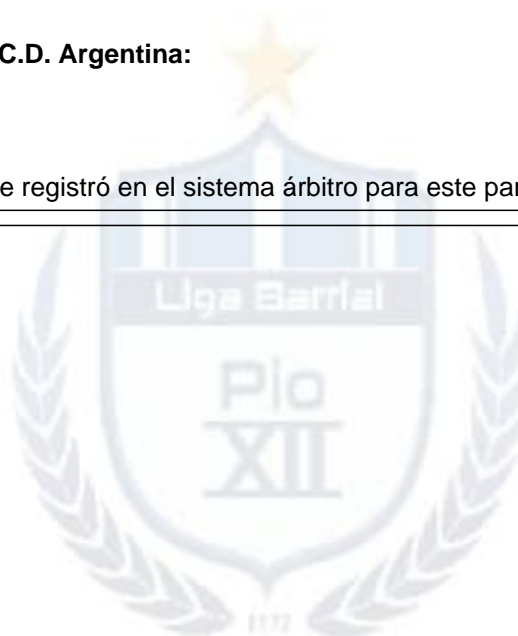 C.D. Argentina:
e registró en el sistema árbitro para este par
Liga Barrial
Pio
XII